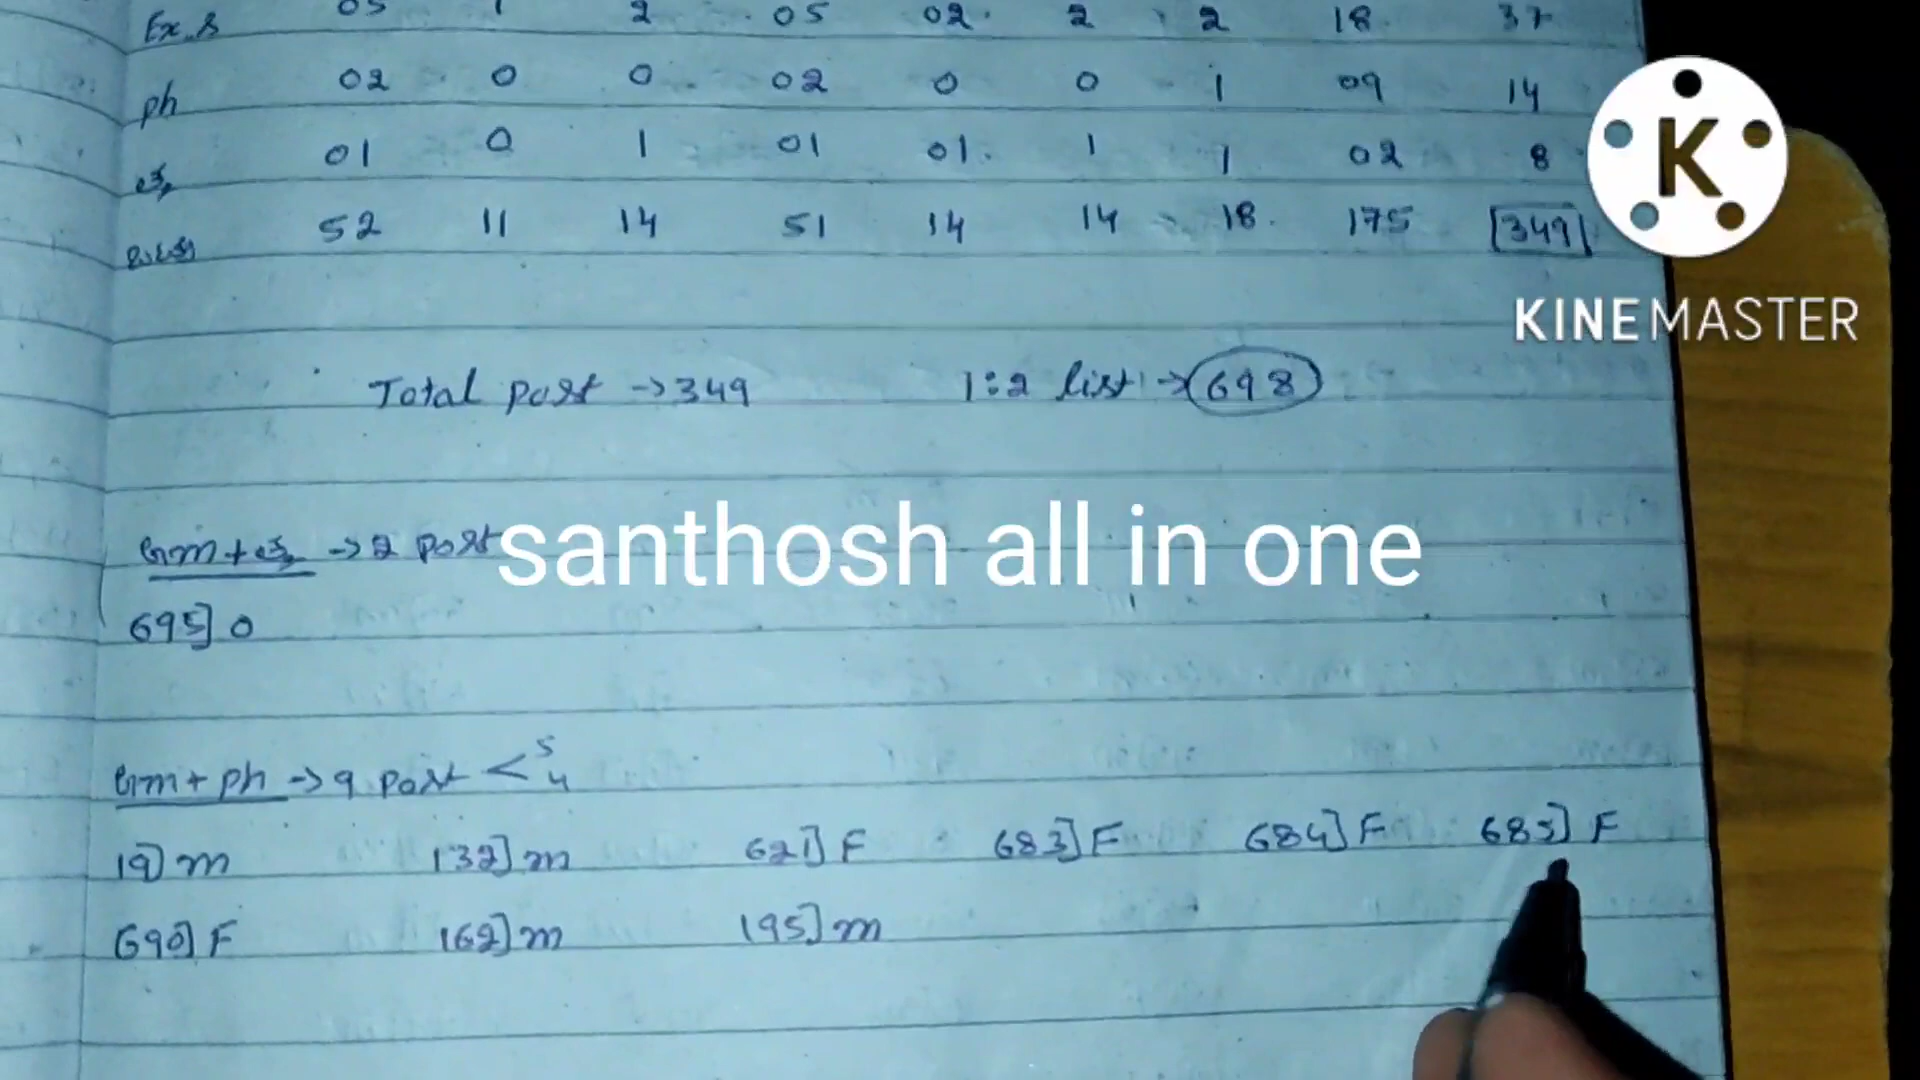 Ex.s 05 1 2 05 02 2 2 18 37
ph 02 0 0 02 0 0 1 09 14
01 0 1 01 01 1 1 02 8
52 11 14 51 14 14 18 175 349
K
KINEMASTER
Total post → 349 1:2 list → 698
Gm + → 2 post
santhosh all in one
695] 0
Gm + ph → 9 post < 5 4
19] m 132] m 621] F 683] F 684] F 685] F
690] F 162] m 195] m